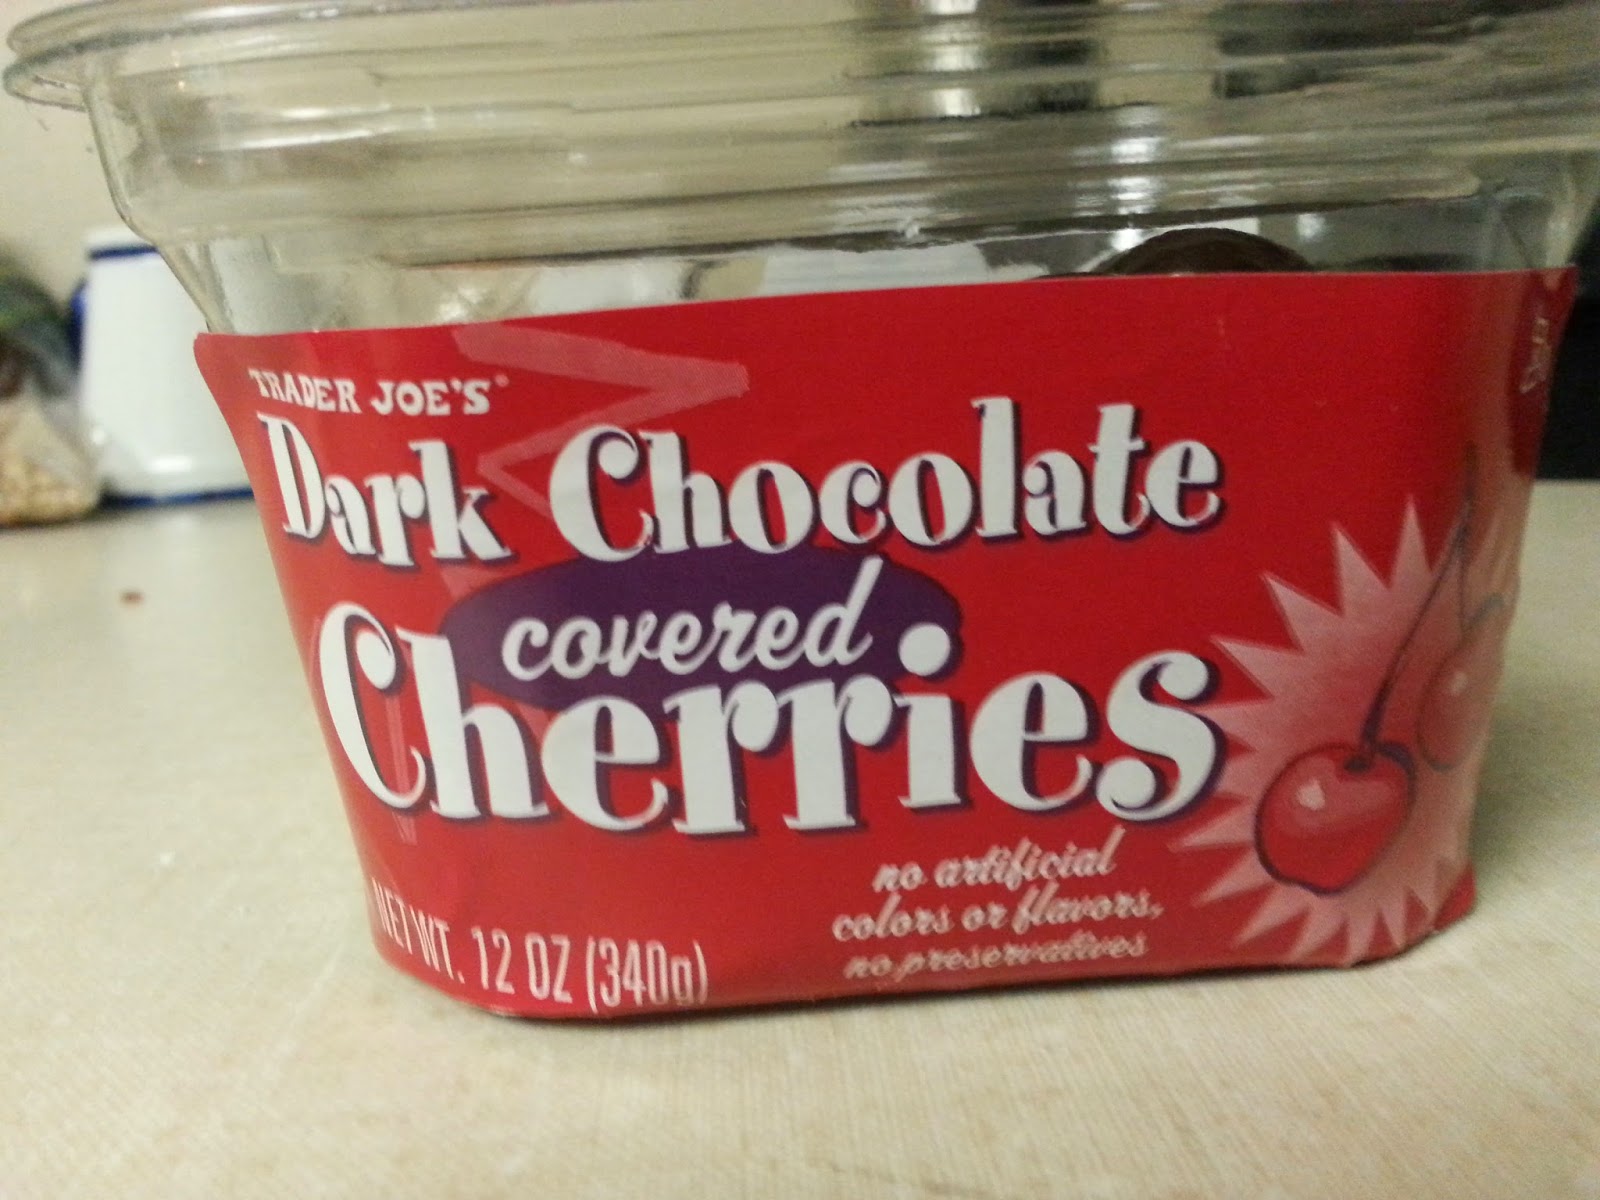 TRADER JOE'S®
Dark Chocolate
covered
Cherries
no artificial
colors or flavors,
no preservatives
NET WT. 12 OZ (340g)